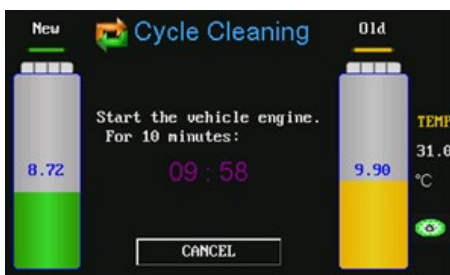 New
Cycle Cleaning
Old
Start the vehicle engine.
For 10 minutes:
TEMP
31.0
8.72
09 : 58
9.90
°C
CANCEL